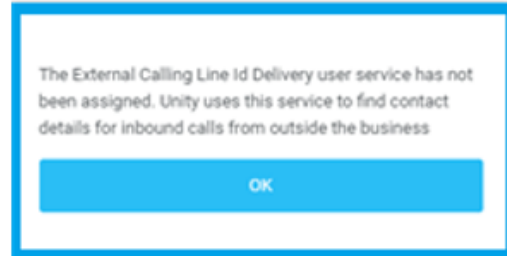 The External Calling Line Id Delivery user service has not
been assigned. Unity uses this service to find contact
details for inbound calls from outside the business
OK